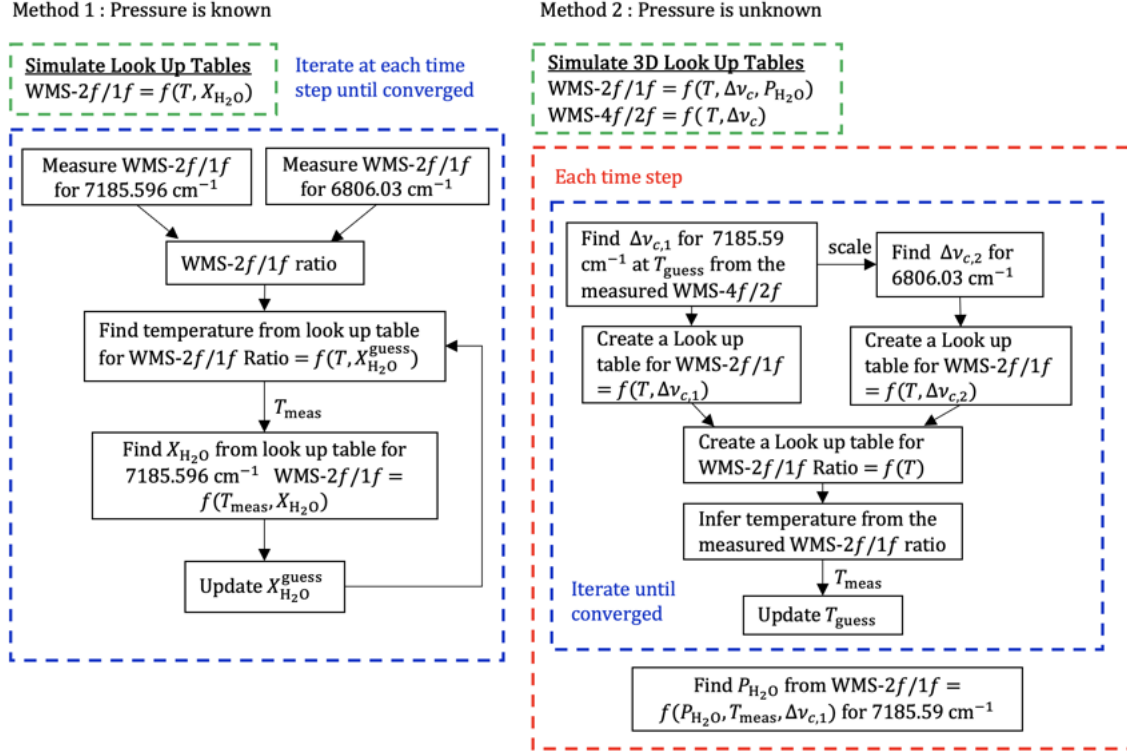 Method 1 : Pressure is known
Simulate Look Up Tables
WMS-2f/1f = f(T, X_H₂O)
Iterate at each time
step until converged
Measure WMS-2f/1f
for 7185.596 cm⁻¹
Measure WMS-2f/1f
for 6806.03 cm⁻¹
WMS-2f/1f ratio
Find temperature from look up table
for WMS-2f/1f Ratio = f(T, X_H₂O^guess)
T_meas
Find X_H₂O from look up table for
7185.596 cm⁻¹ WMS-2f/1f =
f(T_meas, X_H₂O)
Update X_H₂O^guess
Method 2 : Pressure is unknown
Simulate 3D Look Up Tables
WMS-2f/1f = f(T, Δν_c, P_H₂O)
WMS-4f/2f = f( T, Δν_c)
Each time step
Find Δν_c,1 for 7185.59
cm⁻¹ at T_guess from the
measured WMS-4f/2f
scale
Find Δν_c,2 for
6806.03 cm⁻¹
Create a Look up
table for WMS-2f/1f
= f(T, Δν_c,1)
Create a Look up
table for WMS-2f/1f
= f(T, Δν_c,2)
Create a Look up table for
WMS-2f/1f Ratio = f(T)
Infer temperature from the
measured WMS-2f/1f ratio
T_meas
Iterate until
converged
Update T_guess
Find P_H₂O from WMS-2f/1f =
f(P_H₂O, T_meas, Δν_c,1) for 7185.59 cm⁻¹